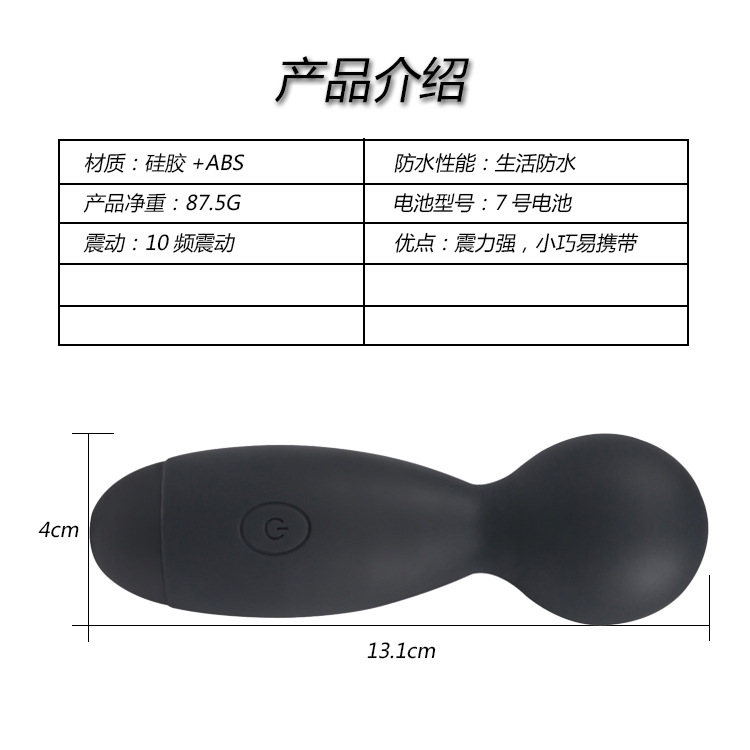 产品介绍
材质：硅胶 +ABS
防水性能：生活防水
产品净重：87.5G
电池型号：7 号电池
震动：10 频震动
优点：震力强，小巧易携带
4cm
13.1cm